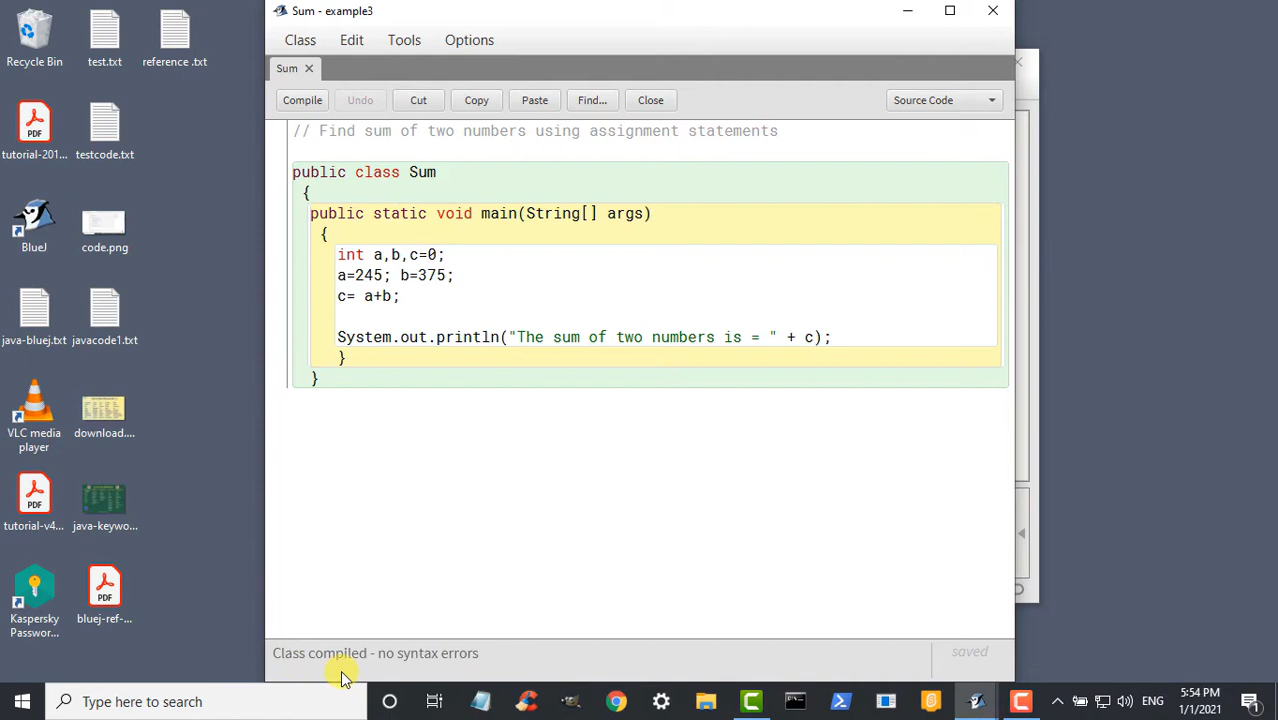 Recycle Bin
test.txt
reference .txt
PDF
tutorial-201...
testcode.txt
BlueJ
code.png
java-bluej.txt
javacode1.txt
VLC media
player
download....
PDF
tutorial-v4...
java-keywo...
Kaspersky
Passwor...
PDF
bluej-ref-...
Sum - example3
Class Edit Tools Options
Sum
Compile Undo Cut Copy Paste Find... Close Source Code
// Find sum of two numbers using assignment statements
public class Sum
{
public static void main(String[] args)
{
int a,b,c=0;
a=245; b=375;
c= a+b;
System.out.println("The sum of two numbers is = " + c);
}
}
Class compiled - no syntax errors
saved
Type here to search
ENG
5:54 PM
1/1/2021
1